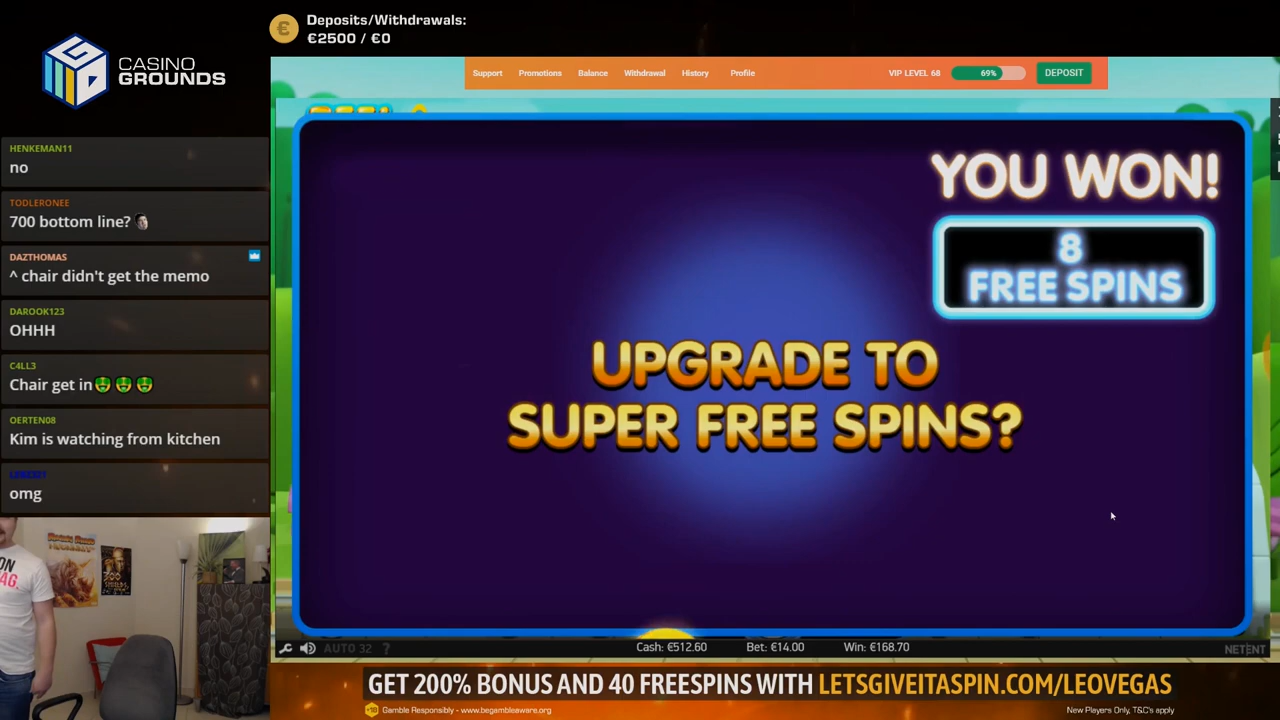 Deposits/Withdrawals:
€2500 / €0
CASINO
GROUNDS
Support Promotions Balance Withdrawal History Profile VIP LEVEL 68 69% DEPOSIT
HENKEMAN11
no
TODLERONEE
700 bottom line?
DAZTHOMAS
^ chair didn't get the memo
DAROOK123
OHHH
C4LL3
Chair get in
OERTEN08
Kim is watching from kitchen
omg
YOU WON!
8
FREE SPINS
UPGRADE TO
SUPER FREE SPINS?
AUTO 32 ? Cash: €512.60 Bet: €14.00 Win: €168.70 NETENT
GET 200% BONUS AND 40 FREESPINS WITH LETSGIVEITASPIN.COM/LEOVEGAS
+18 Gamble Responsibly - www.begambleaware.org New Players Only, T&C's apply